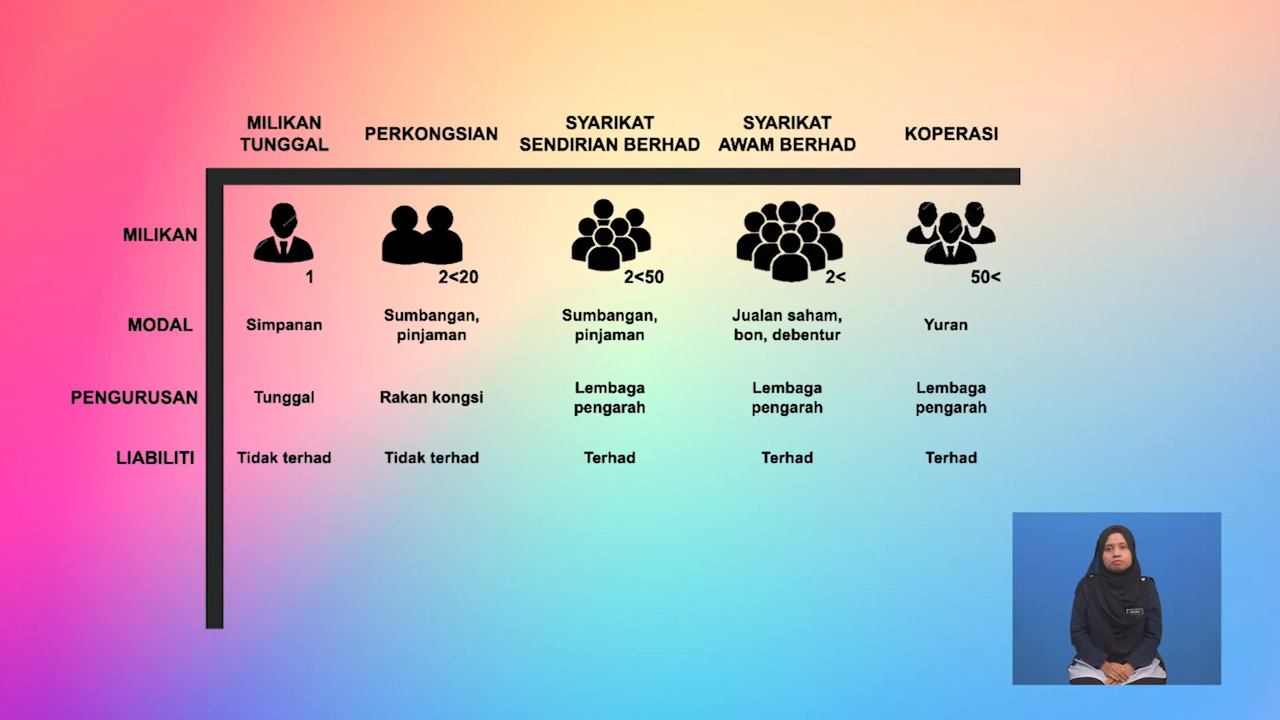 MILIKAN
TUNGGAL
PERKONGSIAN
SYARIKAT
SENDIRIAN BERHAD
SYARIKAT
AWAM BERHAD
KOPERASI
MILIKAN
1
2<20
2<50
2<
50<
MODAL
Simpanan
Sumbangan,
pinjaman
Sumbangan,
pinjaman
Jualan saham,
bon, debentur
Yuran
PENGURUSAN
Tunggal
Rakan kongsi
Lembaga
pengarah
Lembaga
pengarah
Lembaga
pengarah
LIABILITI
Tidak terhad
Tidak terhad
Terhad
Terhad
Terhad